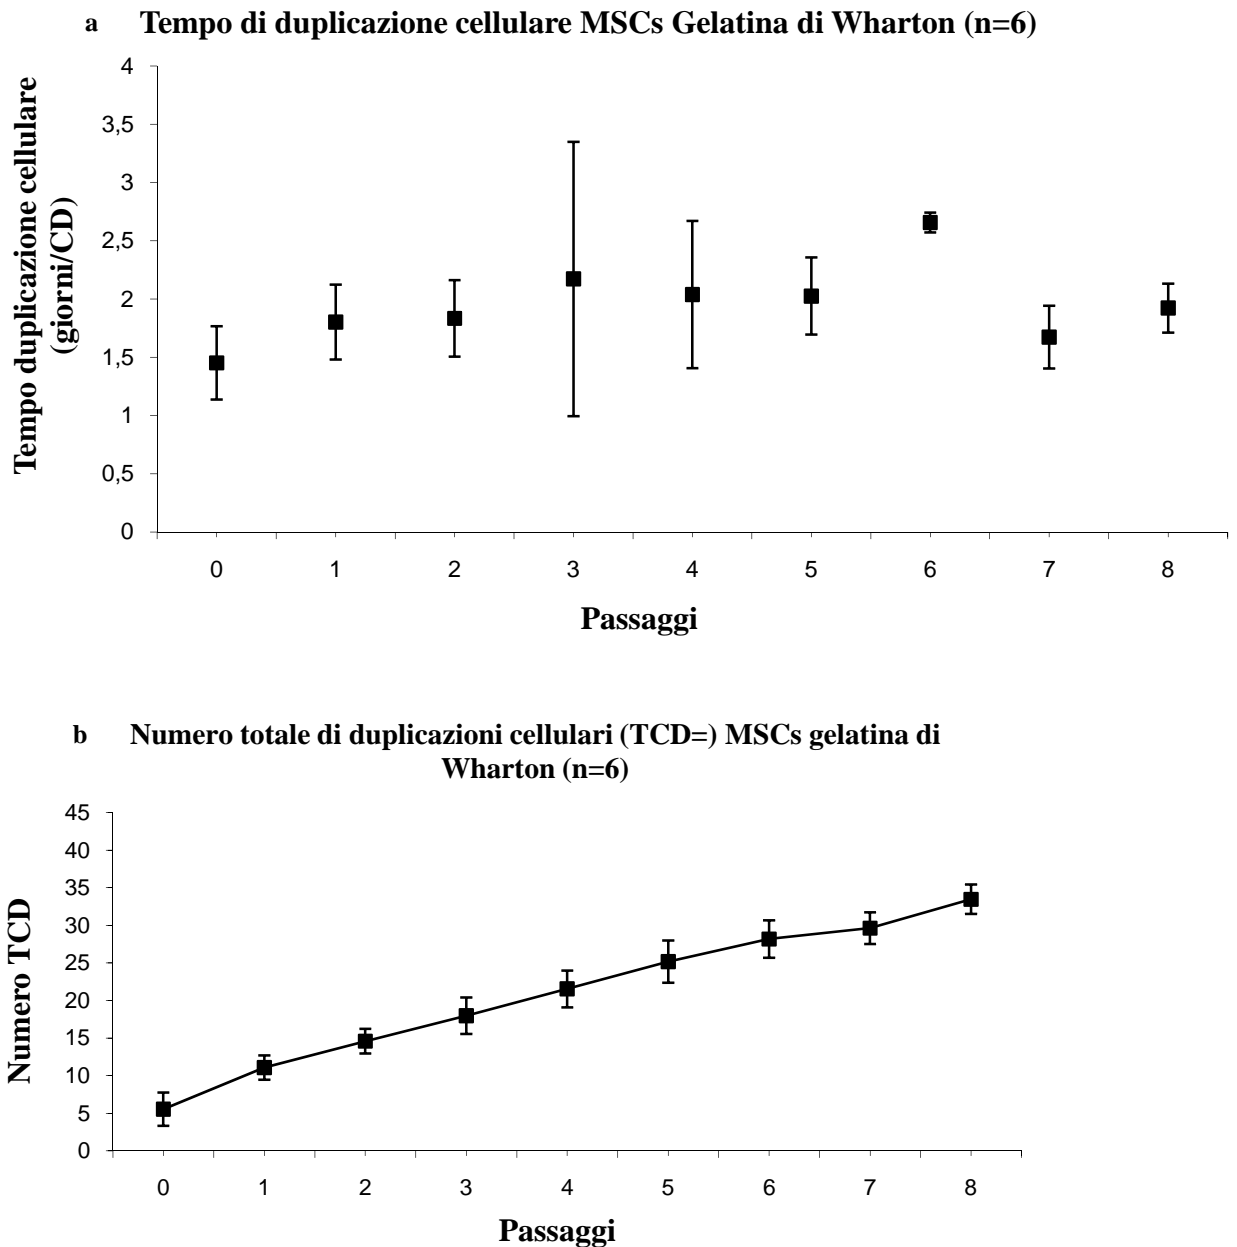 a Tempo di duplicazione cellulare MSCs Gelatina di Wharton (n=6)
Tempo duplicazione cellulare
(giorni/CD)
4
3,5
3
2,5
2
1,5
1
0,5
0
0 1 2 3 4 5 6 7 8
Passaggi
b Numero totale di duplicazioni cellulari (TCD=) MSCs gelatina di
Wharton (n=6)
Numero TCD
45
40
35
30
25
20
15
10
5
0
0 1 2 3 4 5 6 7 8
Passaggi